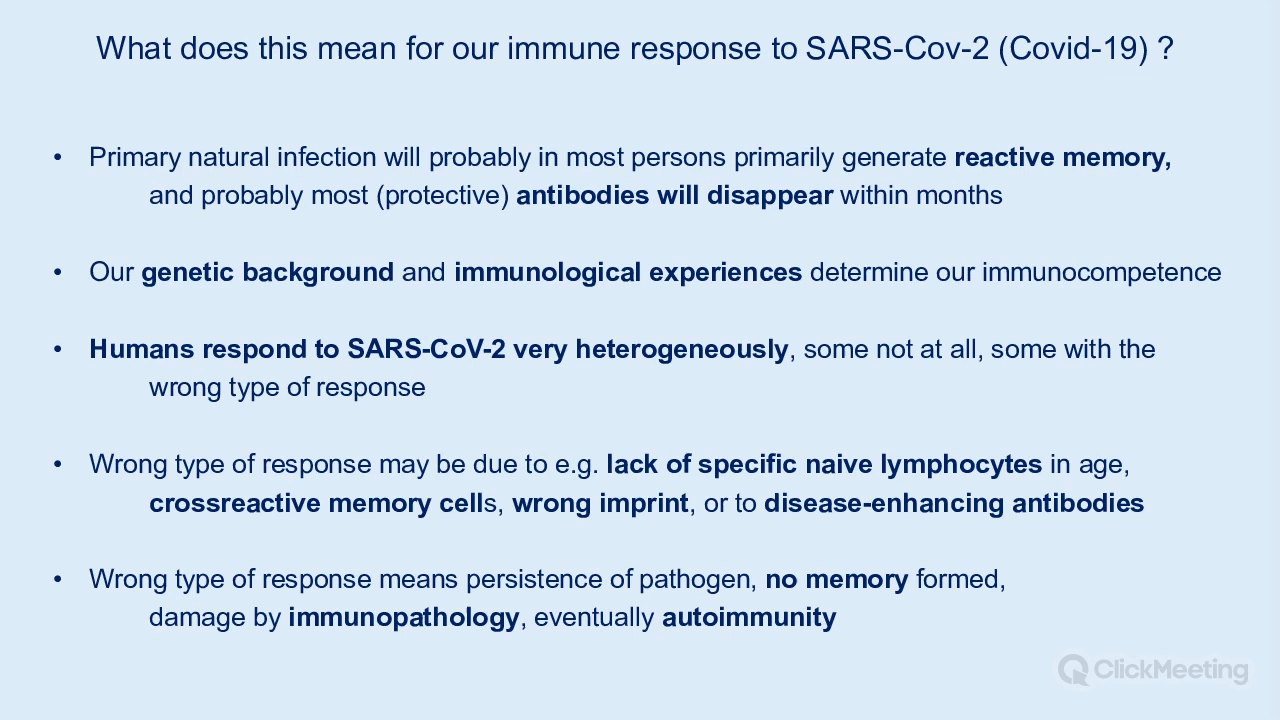 What does this mean for our immune response to SARS-Cov-2 (Covid-19) ?
• Primary natural infection will probably in most persons primarily generate reactive memory,
and probably most (protective) antibodies will disappear within months
• Our genetic background and immunological experiences determine our immunocompetence
• Humans respond to SARS-CoV-2 very heterogeneously, some not at all, some with the
wrong type of response
• Wrong type of response may be due to e.g. lack of specific naive lymphocytes in age,
crossreactive memory cells, wrong imprint, or to disease-enhancing antibodies
• Wrong type of response means persistence of pathogen, no memory formed,
damage by immunopathology, eventually autoimmunity
ClickMeeting